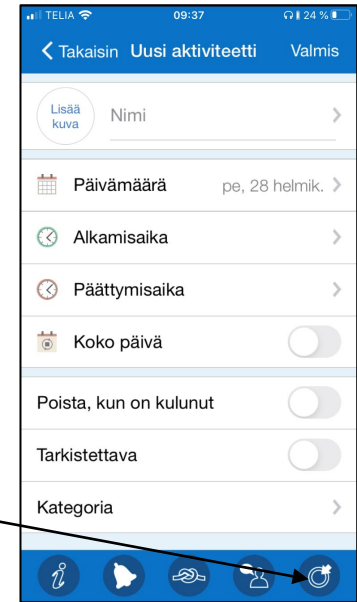 TELIA 09:37 24 %
Takaisin Uusi aktiviteetti Valmis
Lisää
kuva
Nimi
Päivämäärä pe, 28 helmik.
Alkamisaika
Päättymisaika
Koko päivä
Poista, kun on kulunut
Tarkistettava
Kategoria